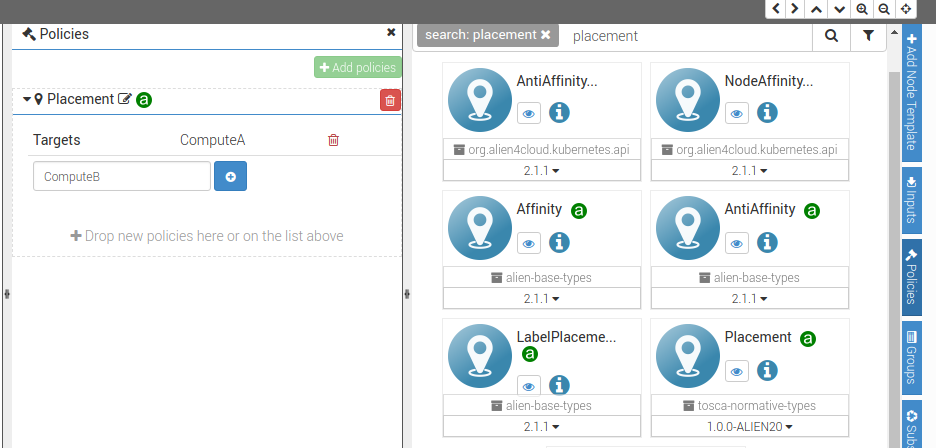 Policies
+ Add policies
Placement a
Targets ComputeA
ComputeB
Drop new policies here or on the list above
search: placement placement
AntiAffinity...
org.alien4cloud.kubernetes.api
2.1.1
NodeAffinity...
org.alien4cloud.kubernetes.api
2.1.1
Affinity a
alien-base-types
2.1.1
AntiAffinity a
alien-base-types
2.1.1
LabelPlaceme...
a
alien-base-types
2.1.1
Placement a
tosca-normative-types
1.0.0-ALIEN20
Add Node Template
Inputs
Policies
Groups